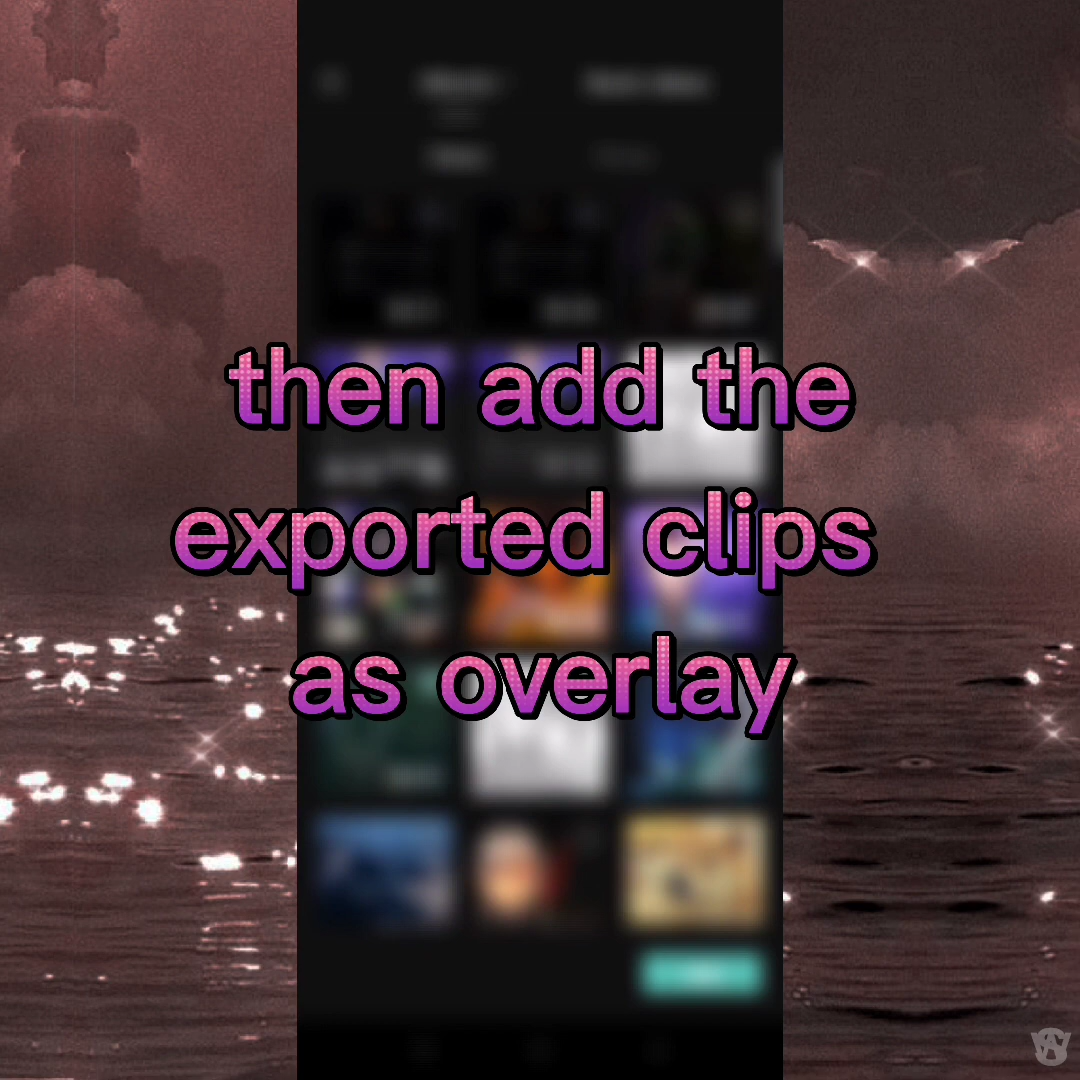 then add the
exported clips
as overlay